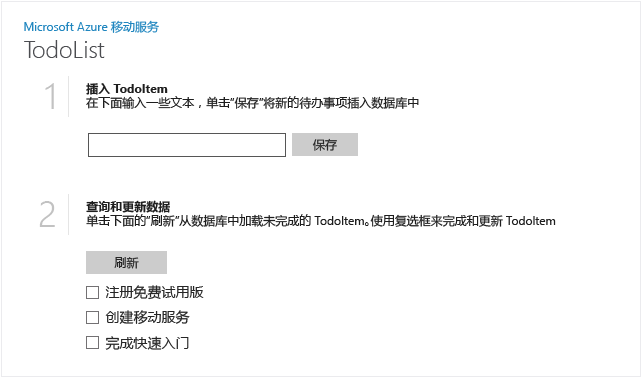 Microsoft Azure 移动服务
TodoList
1
插入 TodoItem
在下面输入一些文本，单击"保存"将新的待办事项插入数据库中
保存
2
查询和更新数据
单击下面的"刷新"从数据库中加载未完成的 TodoItem。使用复选框来完成和更新 TodoItem
刷新
注册免费试用版
创建移动服务
完成快速入门